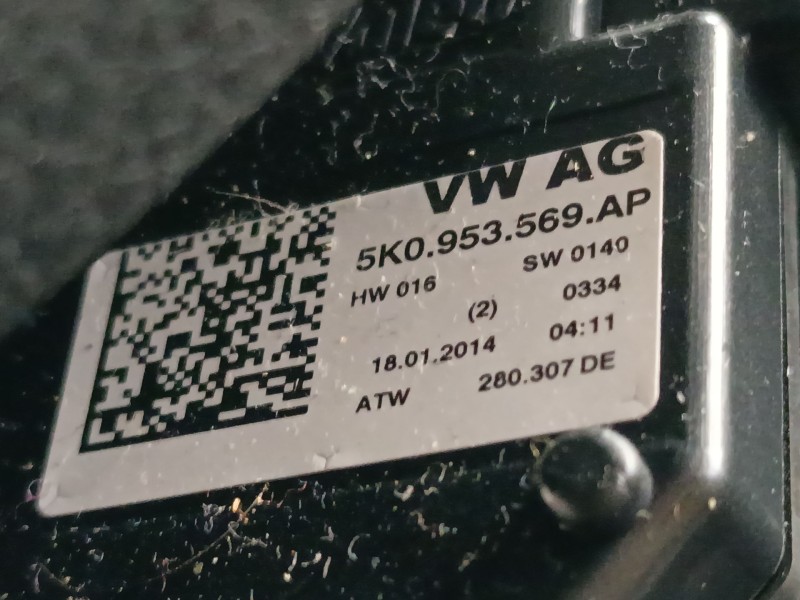 VW AG
5K0.953.569.AP
HW 016 SW 0140
(2) 0334
18.01.2014 04:11
ATW 280.307 DE